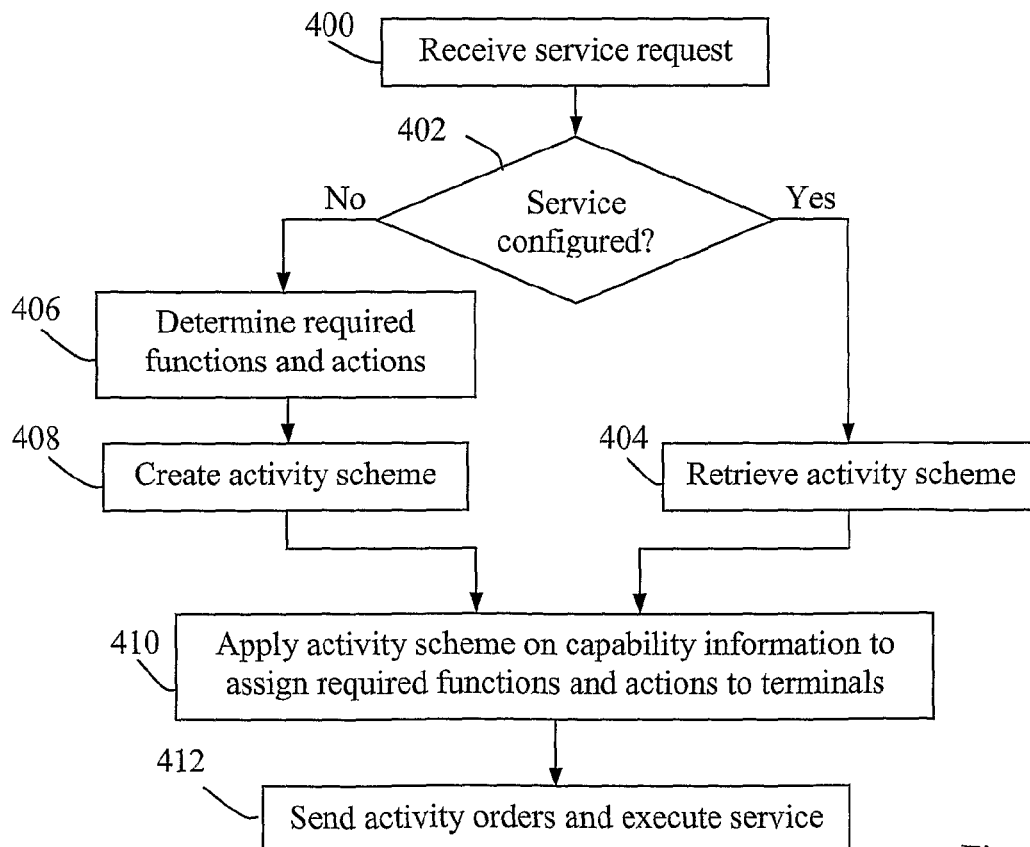 400
Receive service request
402
No
Yes
Service
configured?
406
Determine required
functions and actions
408
Create activity scheme
404
Retrieve activity scheme
410
Apply activity scheme on capability information to
assign required functions and actions to terminals
412
Send activity orders and execute service